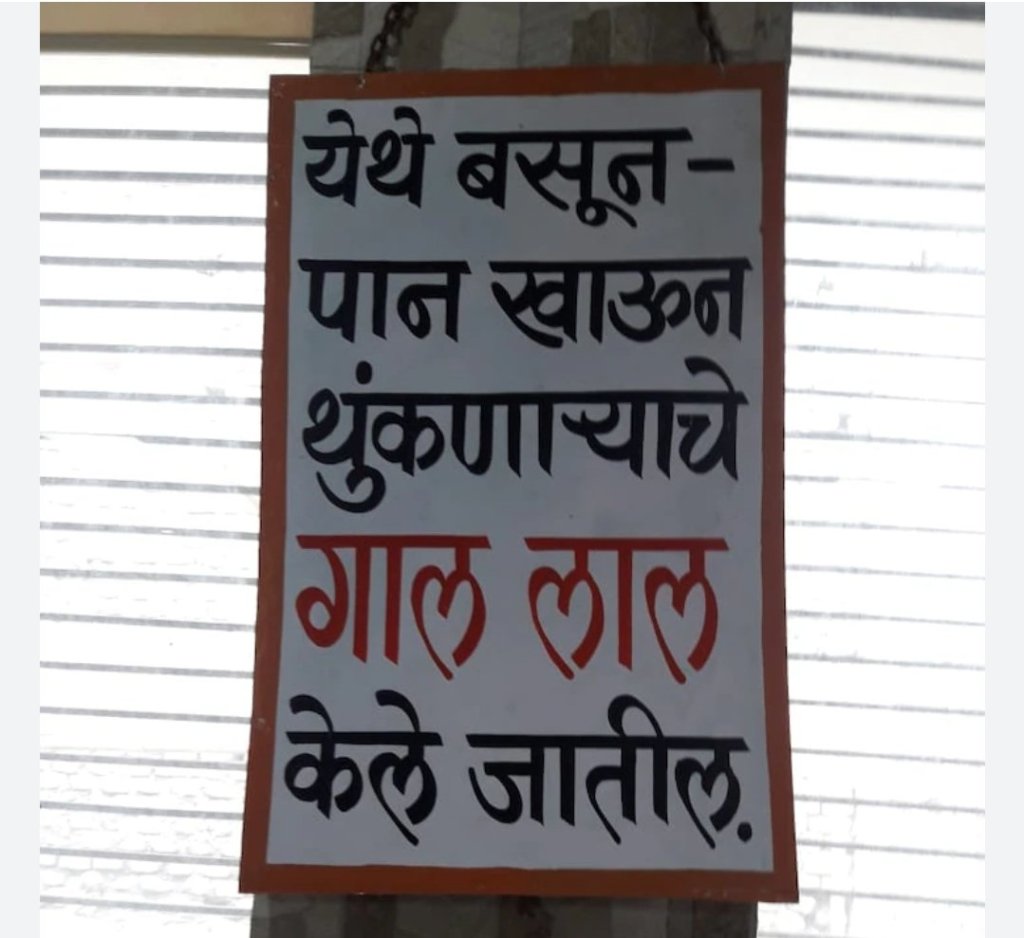 येथे बसून-
पान खाऊन
थुंकणाऱ्याचे
गाल लाल
केले जातील.